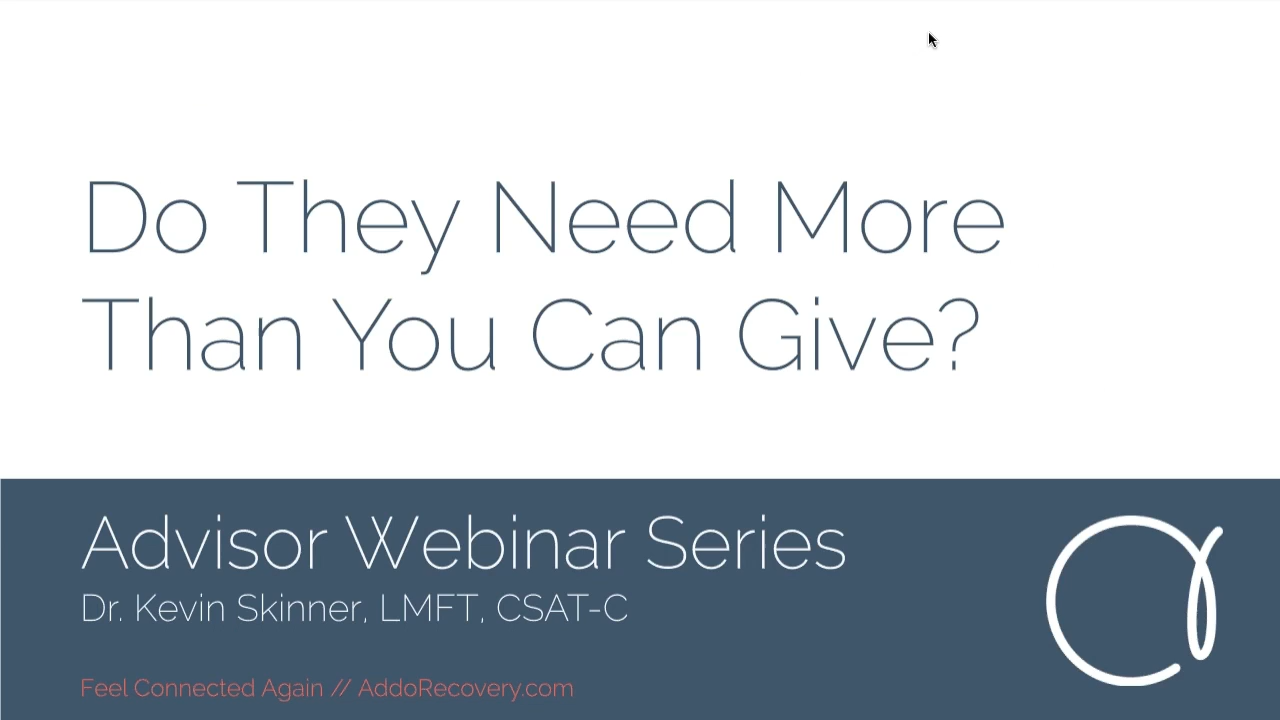 Do They Need More
Than You Can Give?
Advisor Webinar Series
Dr. Kevin Skinner, LMFT, CSAT-C
Feel Connected Again // AddoRecovery.com